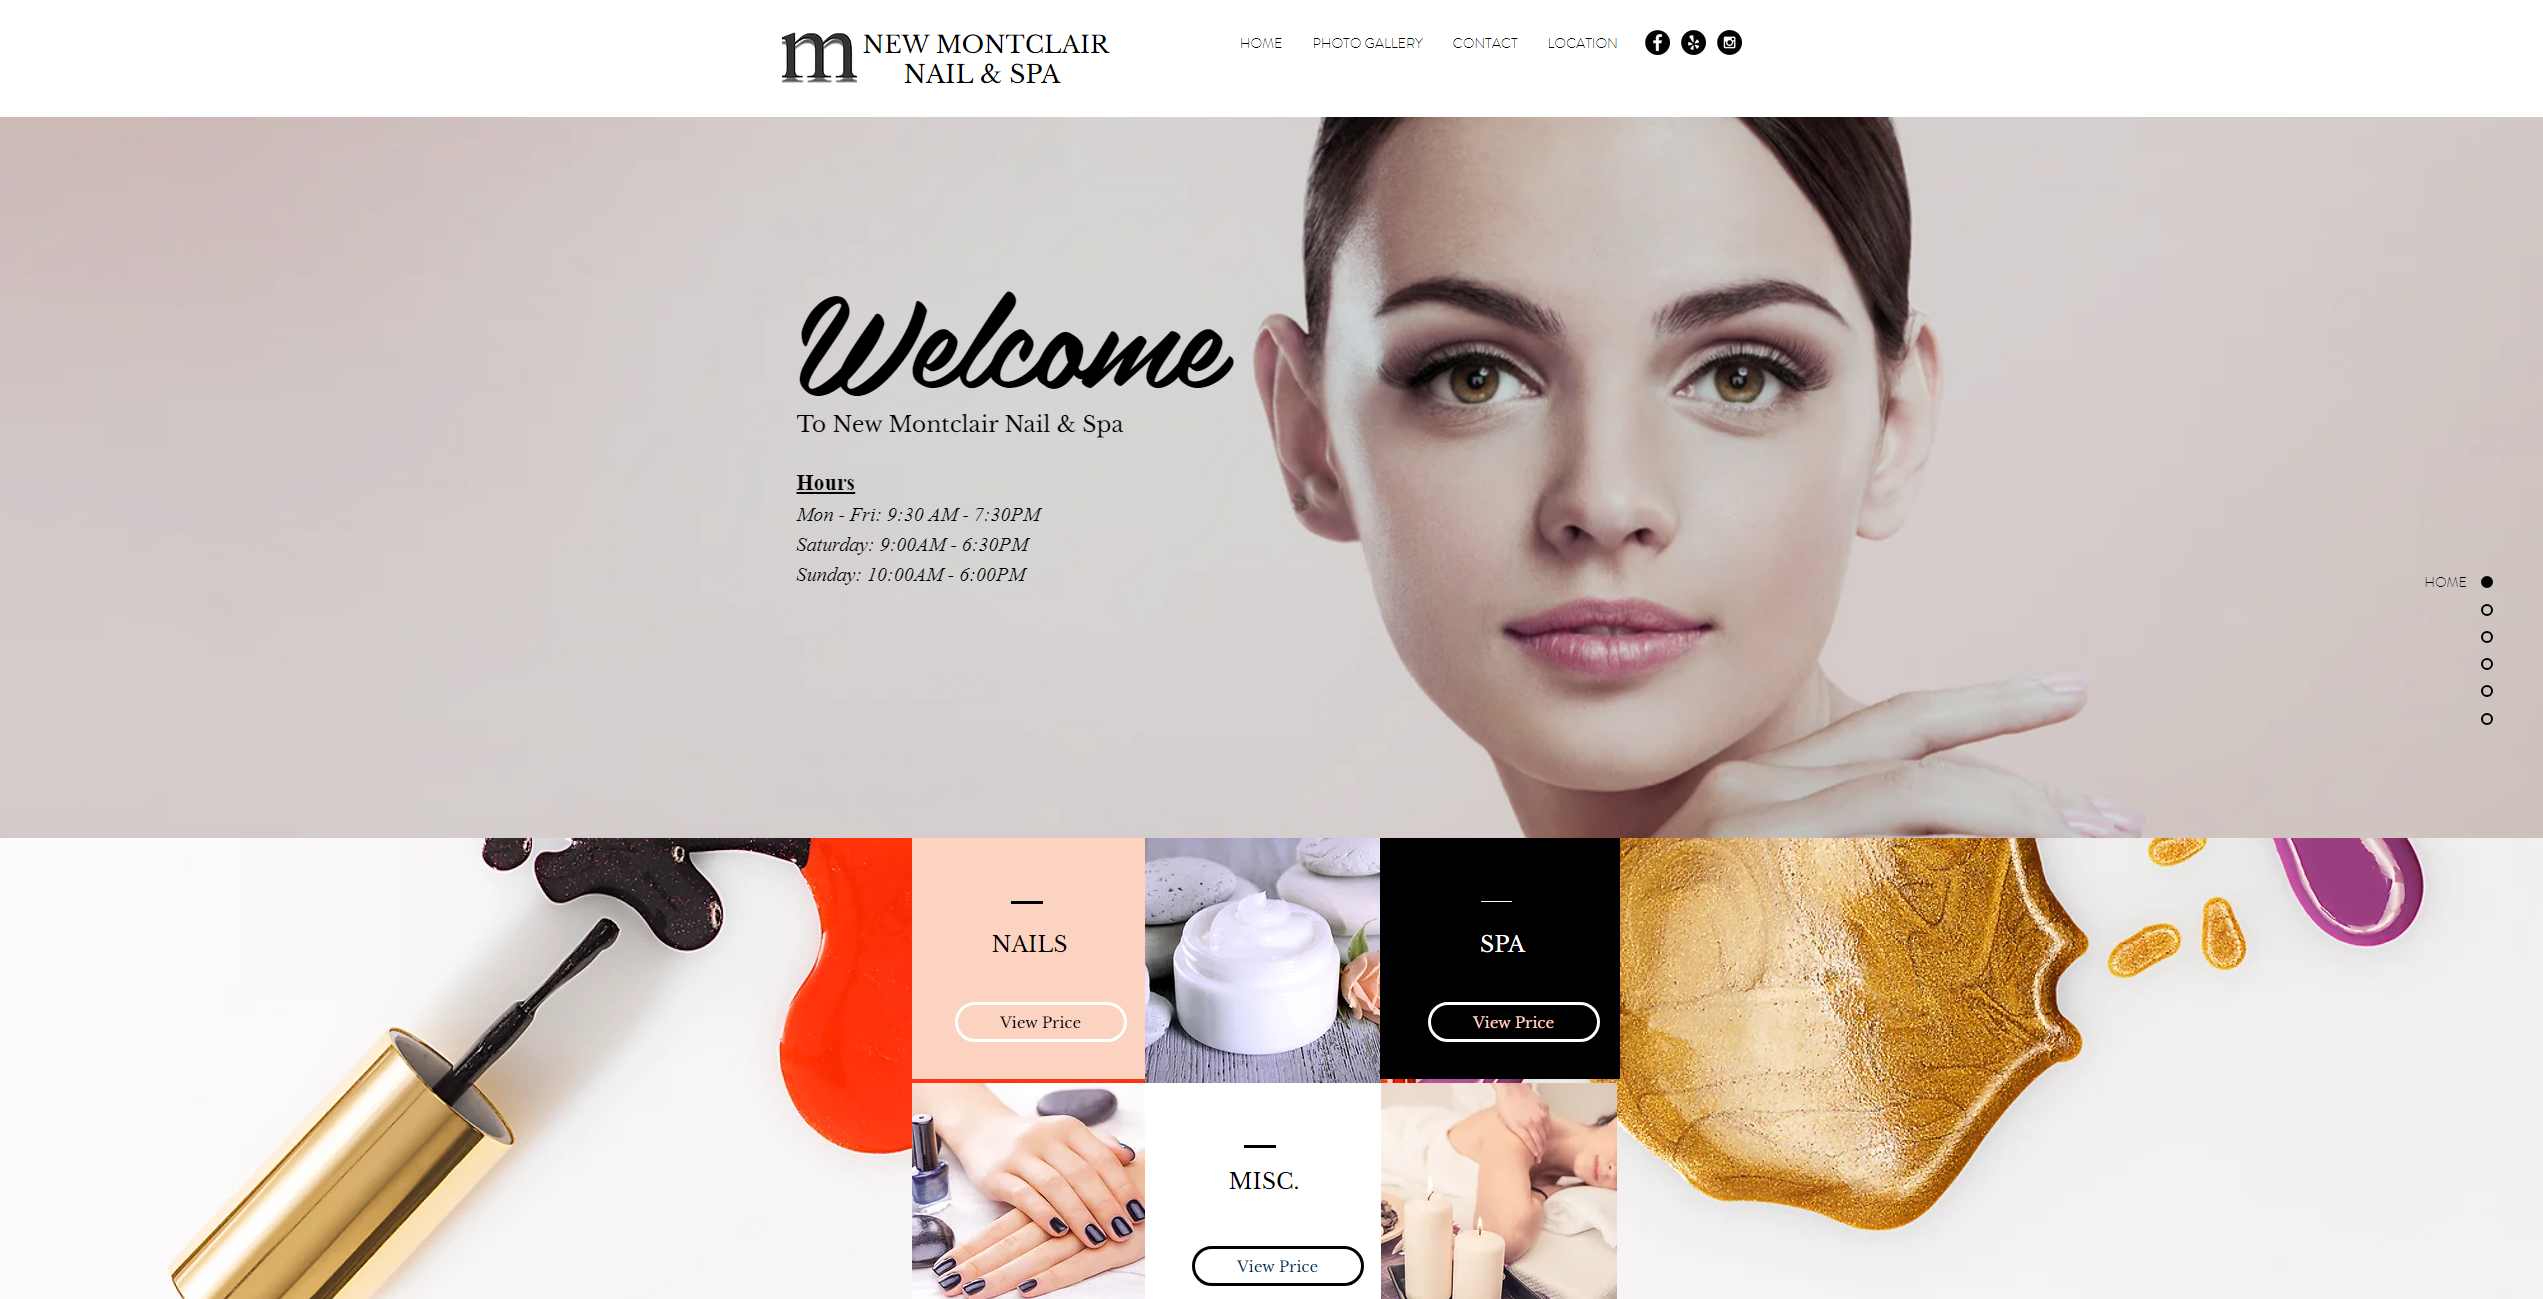 m NEW MONTCLAIR
NAIL & SPA
HOME PHOTO GALLERY CONTACT LOCATION
Welcome
To New Montclair Nail & Spa
Hours
Mon - Fri: 9:30 AM - 7:30PM
Saturday: 9:00AM - 6:30PM
Sunday: 10:00AM - 6:00PM
HOME
NAILS
View Price
SPA
View Price
MISC.
View Price